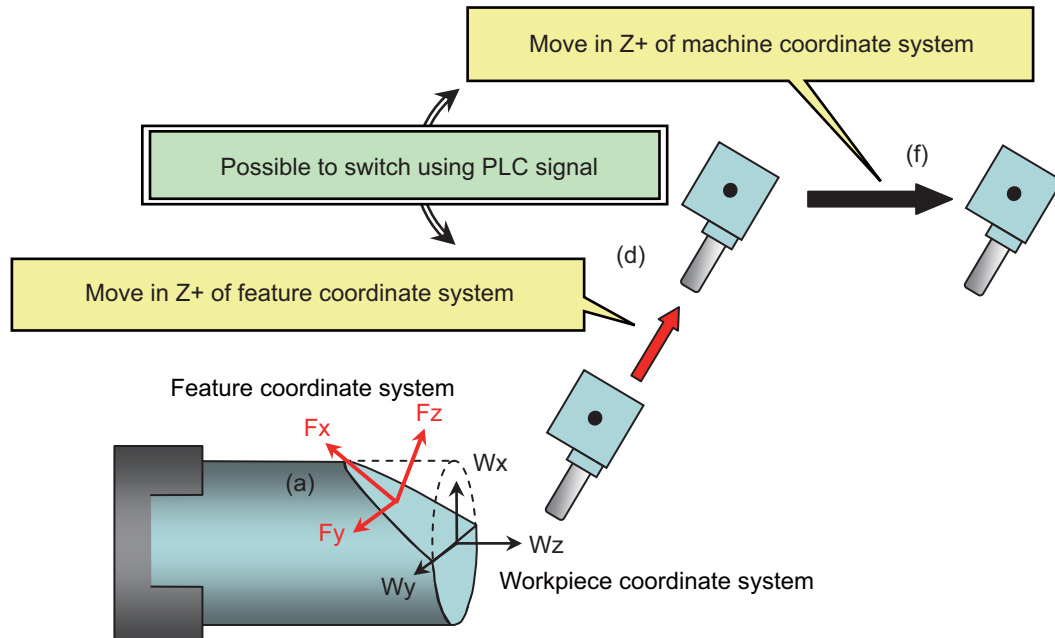 Move in Z+ of machine coordinate system
Possible to switch using PLC signal
(f)
(d)
Move in Z+ of feature coordinate system
Feature coordinate system
Fz
Fx
Wx
(a)
Fy
Wz
Wy
Workpiece coordinate system